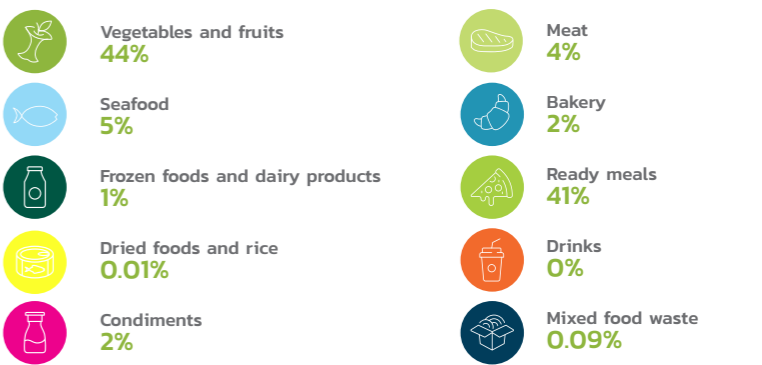 Vegetables and fruits
44%
Seafood
5%
Frozen foods and dairy products
1%
Dried foods and rice
0.01%
Condiments
2%
Meat
4%
Bakery
2%
Ready meals
41%
Drinks
0%
Mixed food waste
0.09%